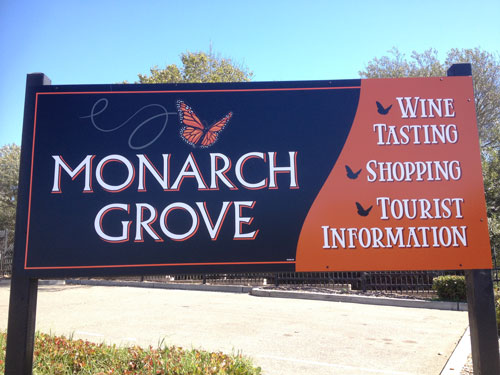 MONARCH
GROVE
WINE
TASTING
SHOPPING
TOURIST
INFORMATION